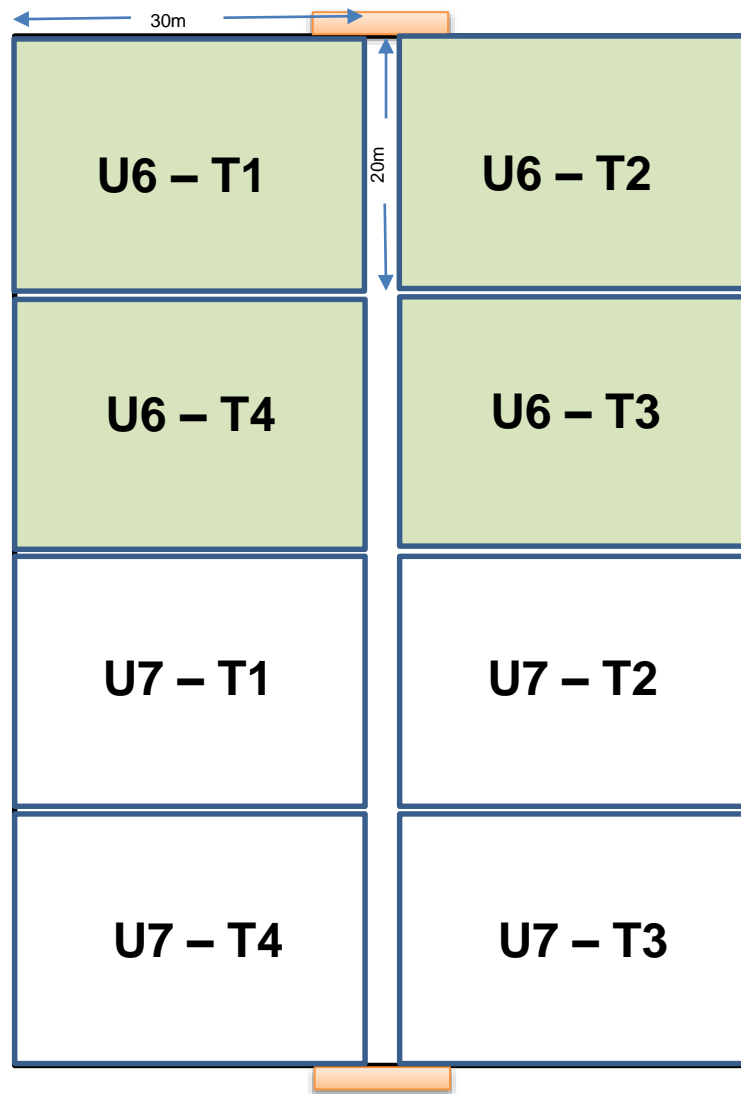 30m
20m
U6 – T1
U6 – T2
U6 – T4
U6 – T3
U7 – T1
U7 – T2
U7 – T4
U7 – T3